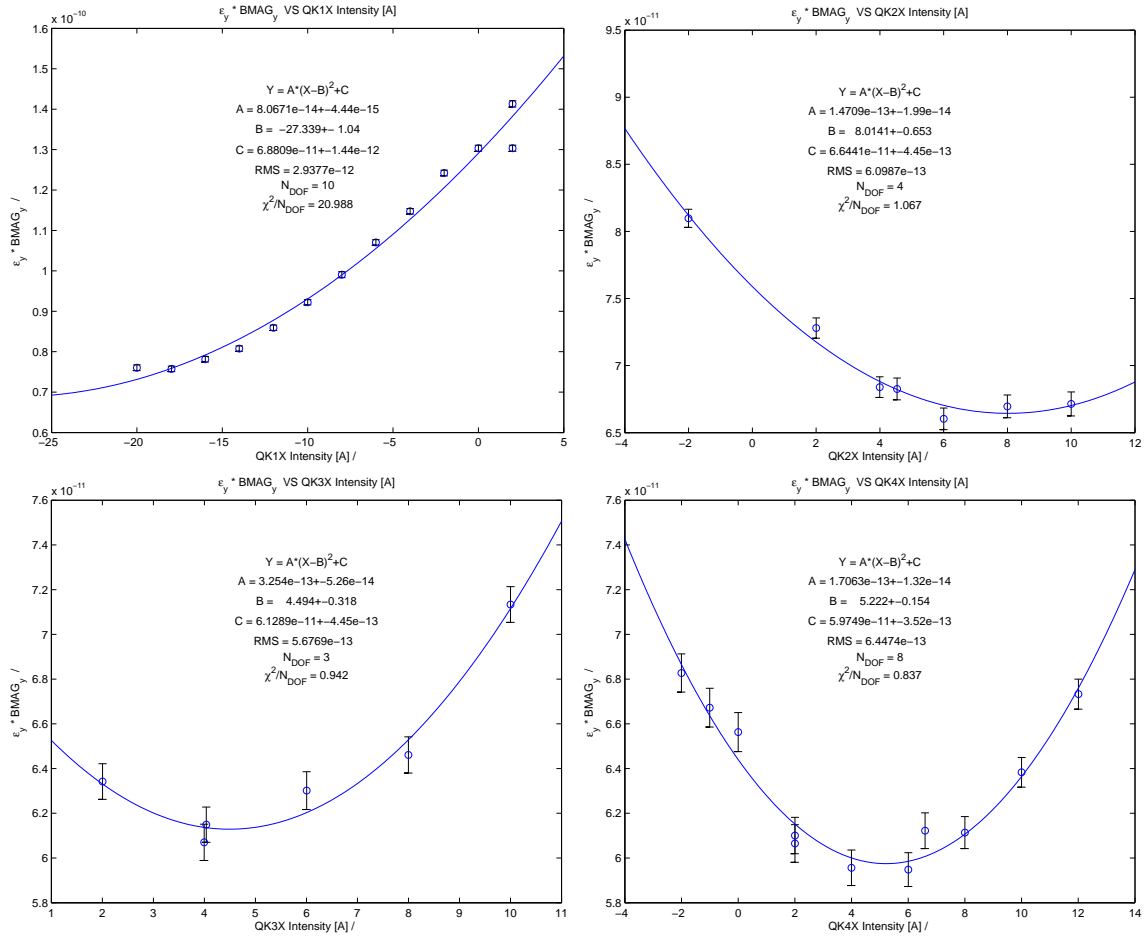 ε_y * BMAG_y VS QK1X Intensity [A]
x 10^−10
1.6
1.5
1.4
1.3
1.2
1.1
1
0.9
0.8
0.7
0.6
ε_y * BMAG_y /
Y = A*(X−B)^2+C
A = 8.0671e−14+−4.44e−15
B = −27.339+− 1.04
C = 6.8809e−11+−1.44e−12
RMS = 2.9377e−12
N_DOF = 10
χ^2/N_DOF = 20.988
−25 −20 −15 −10 −5 0 5
QK1X Intensity [A] /
ε_y * BMAG_y VS QK2X Intensity [A]
x 10^−11
9.5
9
8.5
8
7.5
7
6.5
ε_y * BMAG_y /
Y = A*(X−B)^2+C
A = 1.4709e−13+−1.99e−14
B = 8.0141+−0.653
C = 6.6441e−11+−4.45e−13
RMS = 6.0987e−13
N_DOF = 4
χ^2/N_DOF = 1.067
−4 −2 0 2 4 6 8 10 12
QK2X Intensity [A] /
ε_y * BMAG_y VS QK3X Intensity [A]
x 10^−11
7.6
7.4
7.2
7
6.8
6.6
6.4
6.2
6
5.8
ε_y * BMAG_y /
Y = A*(X−B)^2+C
A = 3.254e−13+−5.26e−14
B = 4.494+−0.318
C = 6.1289e−11+−4.45e−13
RMS = 5.6769e−13
N_DOF = 3
χ^2/N_DOF = 0.942
1 2 3 4 5 6 7 8 9 10 11
QK3X Intensity [A] /
ε_y * BMAG_y VS QK4X Intensity [A]
x 10^−11
7.6
7.4
7.2
7
6.8
6.6
6.4
6.2
6
5.8
ε_y * BMAG_y /
Y = A*(X−B)^2+C
A = 1.7063e−13+−1.32e−14
B = 5.222+−0.154
C = 5.9749e−11+−3.52e−13
RMS = 6.4474e−13
N_DOF = 8
χ^2/N_DOF = 0.837
−4 −2 0 2 4 6 8 10 12 14
QK4X Intensity [A] /